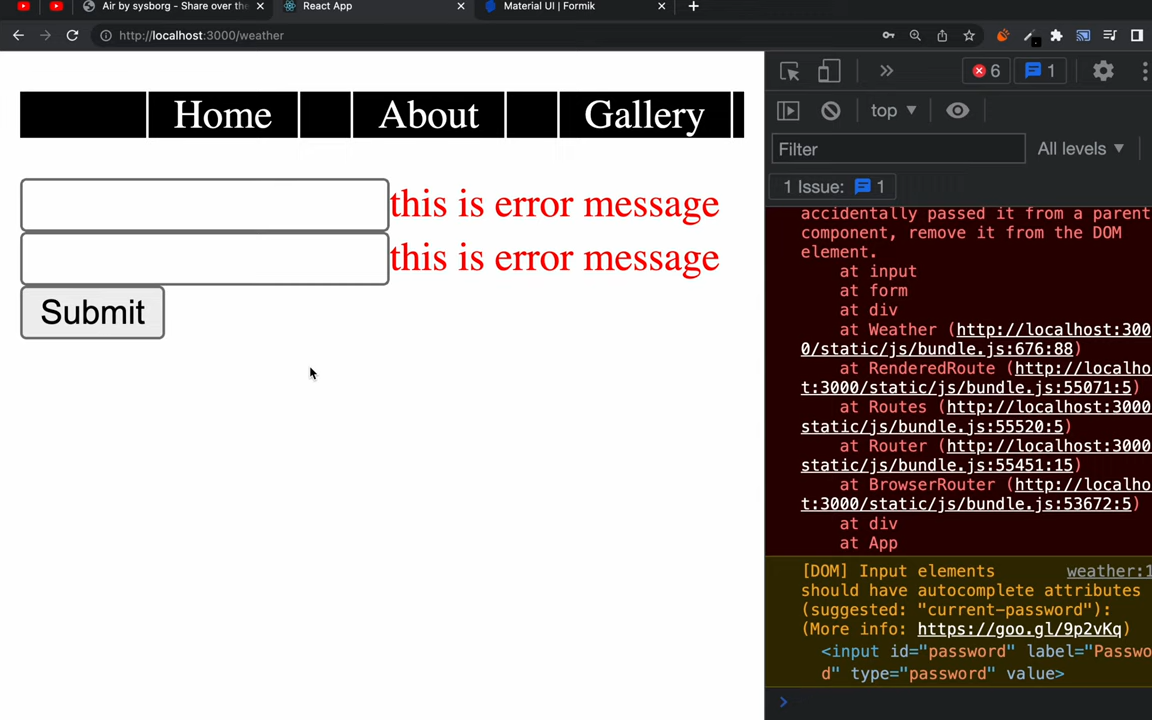 Air by sysborg - Share over the
React App
Material UI | Formik
http://localhost:3000/weather
6
1
Home
About
Gallery
top
Filter
All levels
1 Issue:
1
this is error message
this is error message
Submit
accidentally passed it from a parent
component, remove it from the DOM
element.
at input
at form
at div
at Weather (http://localhost:300
0/static/js/bundle.js:676:88)
at RenderedRoute (http://localho
t:3000/static/js/bundle.js:55071:5)
at Routes (http://localhost:3000
static/js/bundle.js:55520:5)
at Router (http://localhost:3000
static/js/bundle.js:55451:15)
at BrowserRouter (http://localho
t:3000/static/js/bundle.js:53672:5)
at div
at App
[DOM] Input elements
weather:1
should have autocomplete attributes
(suggested: "current-password"):
(More info: https://goo.gl/9p2vKq)
<input id="password" label="Passwo
d" type="password" value>